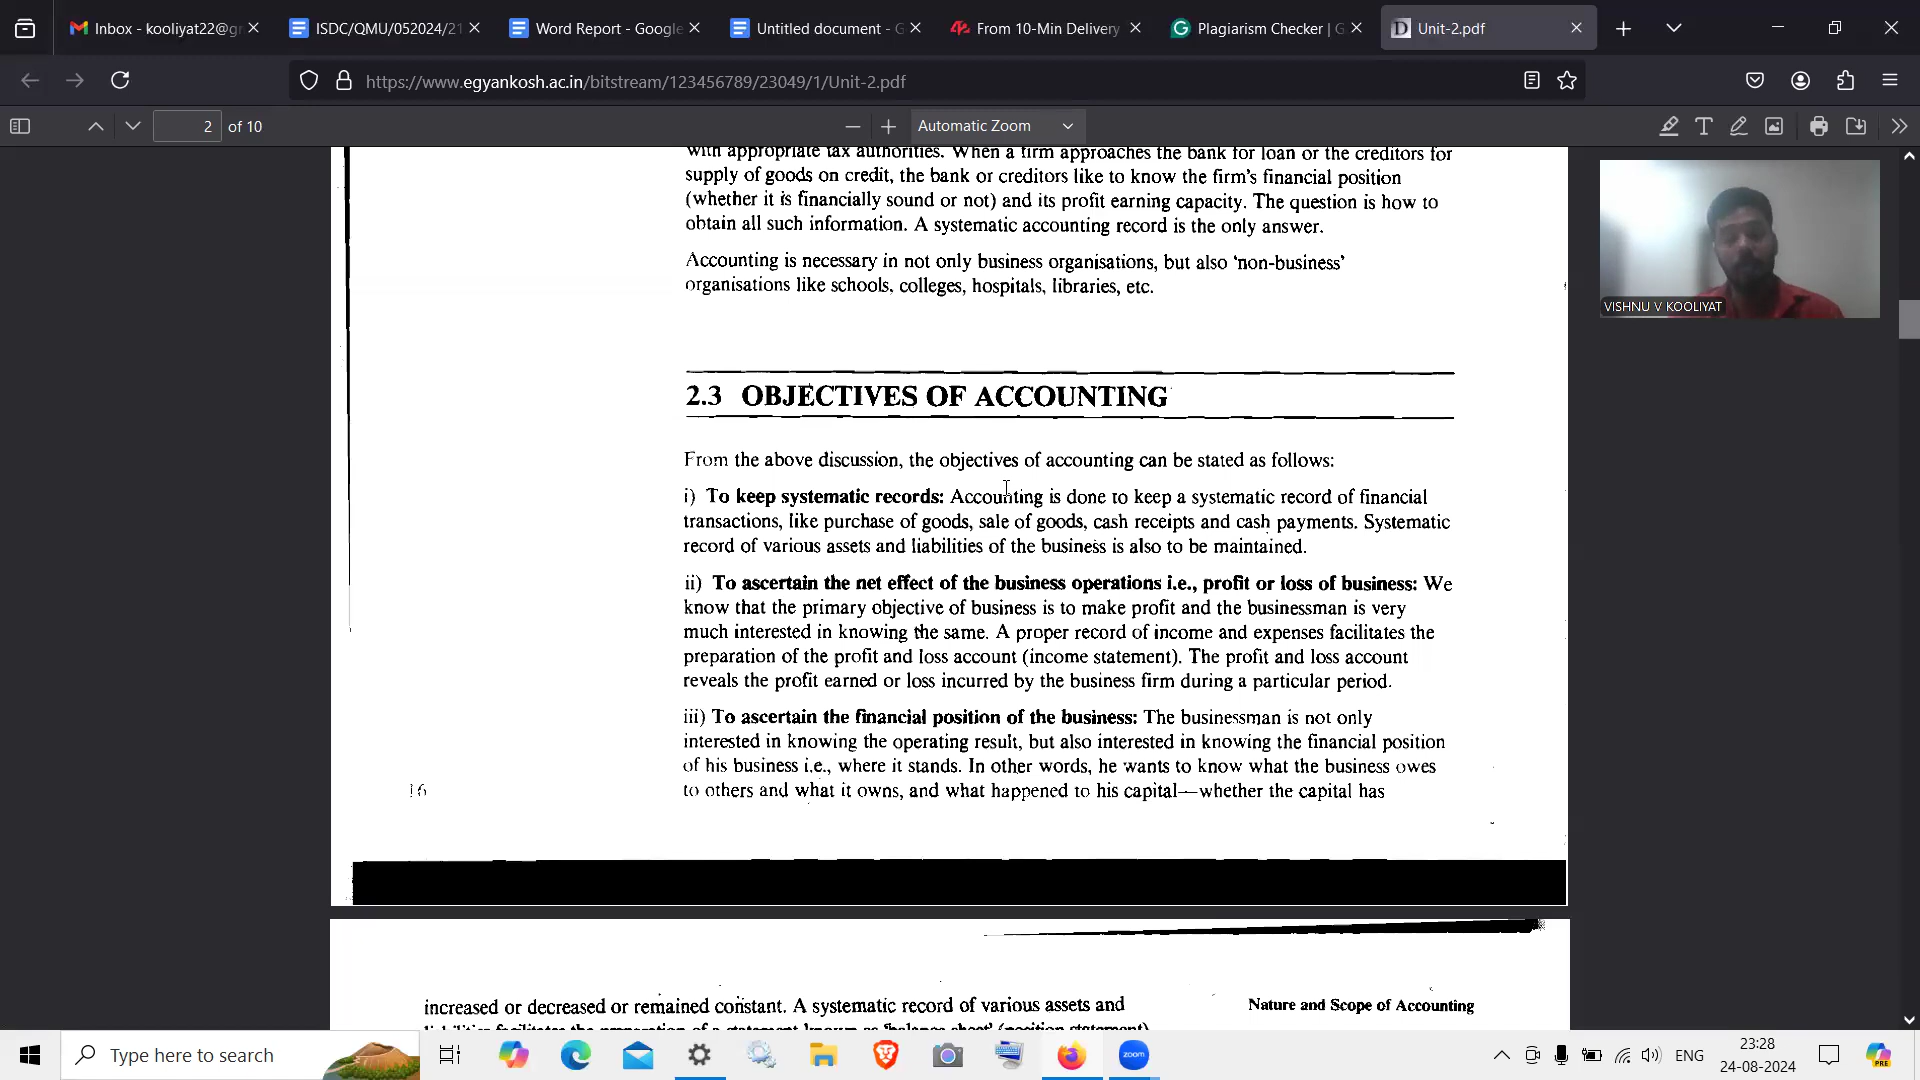 Inbox - kooliyat22@gr
ISDC/QMU/052024/21
Word Report - Google
Untitled document - G
From 10-Min Delivery
Plagiarism Checker | G
Unit-2.pdf
https://www.egyankosh.ac.in/bitstream/123456789/23049/1/Unit-2.pdf
2 of 10
Automatic Zoom
with appropriate tax authorities. When a firm approaches the bank for loan or the creditors for
supply of goods on credit, the bank or creditors like to know the firm's financial position
(whether it is financially sound or not) and its profit earning capacity. The question is how to
obtain all such information. A systematic accounting record is the only answer.
Accounting is necessary in not only business organisations, but also 'non-business'
organisations like schools, colleges, hospitals, libraries, etc.
VISHNU V KOOLIYAT
2.3 OBJECTIVES OF ACCOUNTING
From the above discussion, the objectives of accounting can be stated as follows:
i) To keep systematic records: Accounting is done to keep a systematic record of financial
transactions, like purchase of goods, sale of goods, cash receipts and cash payments. Systematic
record of various assets and liabilities of the business is also to be maintained.
ii) To ascertain the net effect of the business operations i.e., profit or loss of business: We
know that the primary objective of business is to make profit and the businessman is very
much interested in knowing the same. A proper record of income and expenses facilitates the
preparation of the profit and loss account (income statement). The profit and loss account
reveals the profit earned or loss incurred by the business firm during a particular period.
iii) To ascertain the financial position of the business: The businessman is not only
interested in knowing the operating result, but also interested in knowing the financial position
of his business i.e., where it stands. In other words, he wants to know what the business owes
to others and what it owns, and what happened to his capital—whether the capital has
16
increased or decreased or remained constant. A systematic record of various assets and
Nature and Scope of Accounting
liabilities facilitates the preparation of a statement known as 'balance sheet' (position statement)
Type here to search
zoom
ENG
23:28
24-08-2024
PRE